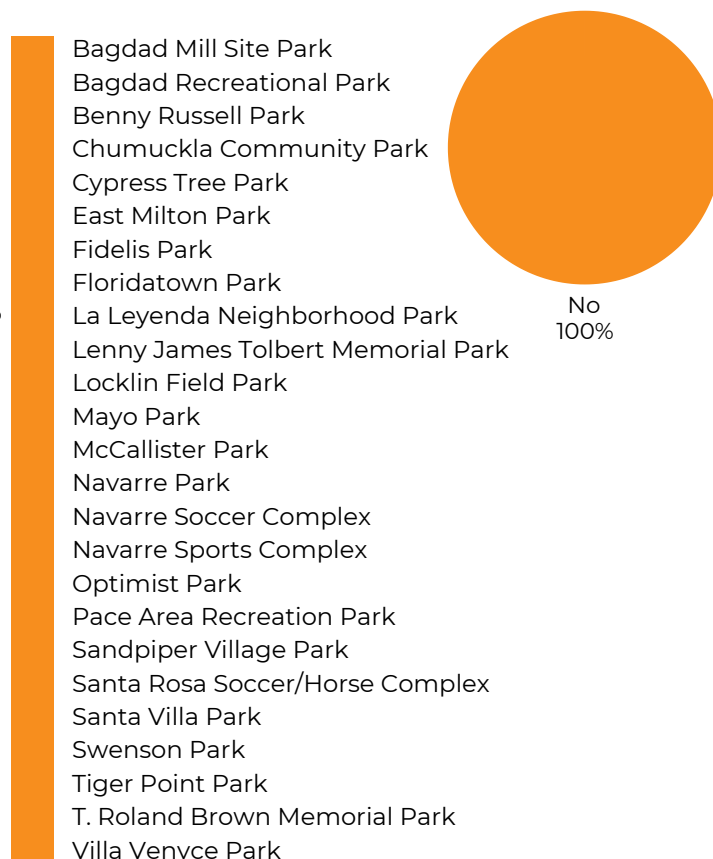 Bagdad Mill Site Park
Bagdad Recreational Park
Benny Russell Park
Chumuckla Community Park
Cypress Tree Park
East Milton Park
Fidelis Park
Floridatown Park
La Leyenda Neighborhood Park
Lenny James Tolbert Memorial Park
Locklin Field Park
Mayo Park
McCallister Park
Navarre Park
Navarre Soccer Complex
Navarre Sports Complex
Optimist Park
Pace Area Recreation Park
Sandpiper Village Park
Santa Rosa Soccer/Horse Complex
Santa Villa Park
Swenson Park
Tiger Point Park
T. Roland Brown Memorial Park
Villa Venyce Park
No
100%